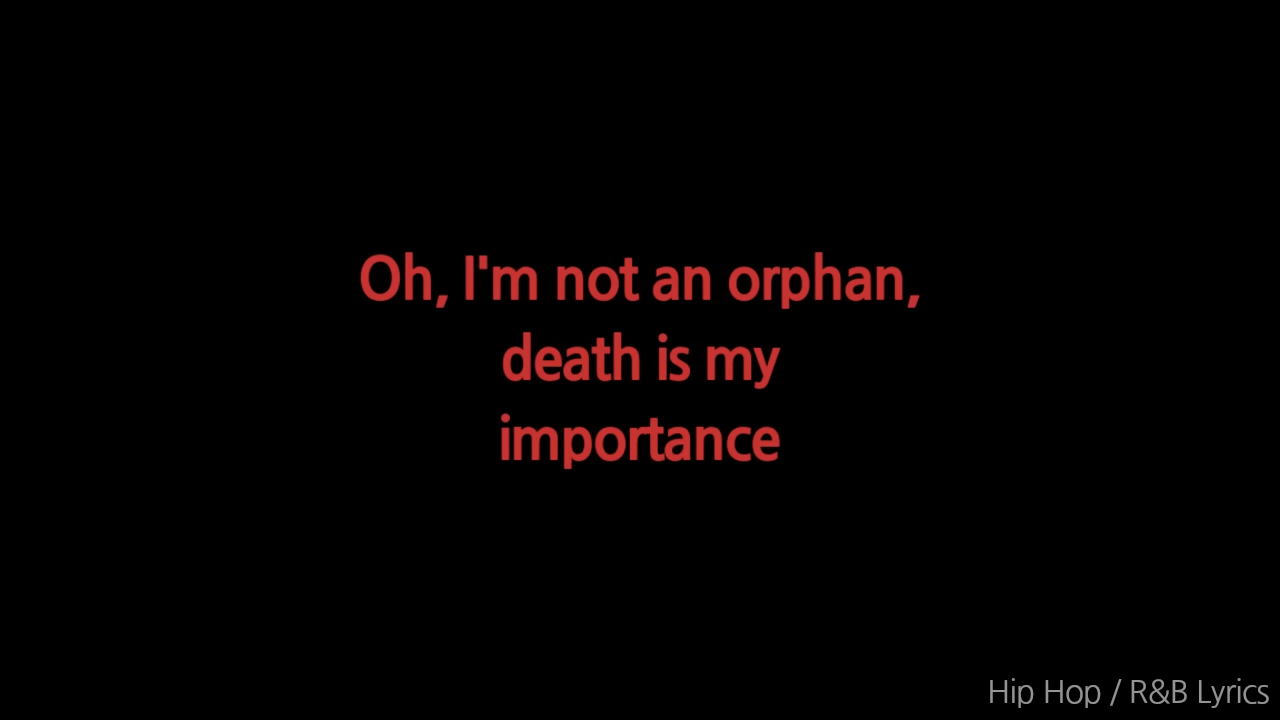 Oh, I'm not an orphan,
death is my
importance
Hip Hop / R&B Lyrics